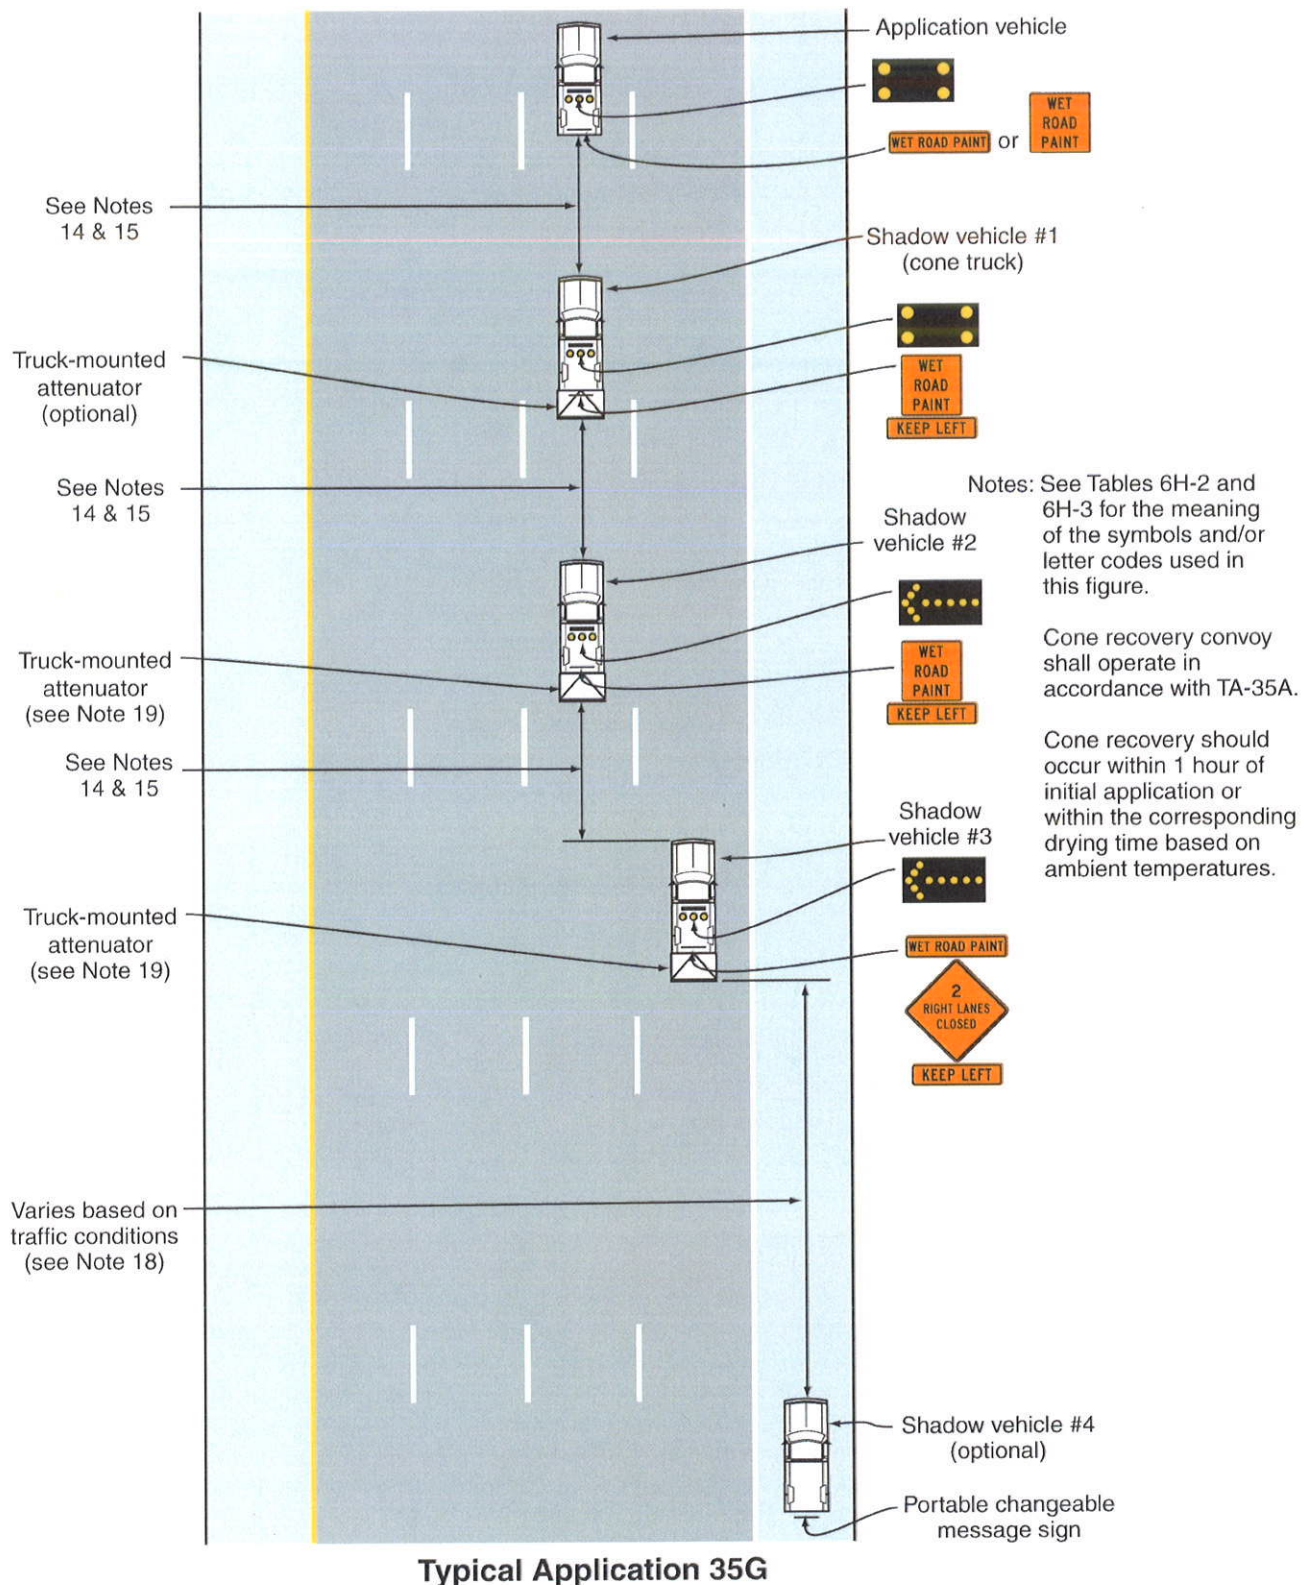 Application vehicle
WET ROAD PAINT
or
WET
ROAD
PAINT
See Notes
14 & 15
Shadow vehicle #1
(cone truck)
Truck-mounted
attenuator
(optional)
WET
ROAD
PAINT
KEEP LEFT
See Notes
14 & 15
Notes: See Tables 6H-2 and
6H-3 for the meaning
of the symbols and/or
letter codes used in
this figure.
Cone recovery convoy
shall operate in
accordance with TA-35A.
Cone recovery should
occur within 1 hour of
initial application or
within the corresponding
drying time based on
ambient temperatures.
Shadow
vehicle #2
Truck-mounted
attenuator
(see Note 19)
WET
ROAD
PAINT
KEEP LEFT
See Notes
14 & 15
Shadow
vehicle #3
Truck-mounted
attenuator
(see Note 19)
WET ROAD PAINT
2
RIGHT LANES
CLOSED
KEEP LEFT
Varies based on
traffic conditions
(see Note 18)
Shadow vehicle #4
(optional)
Portable changeable
message sign
Typical Application 35G